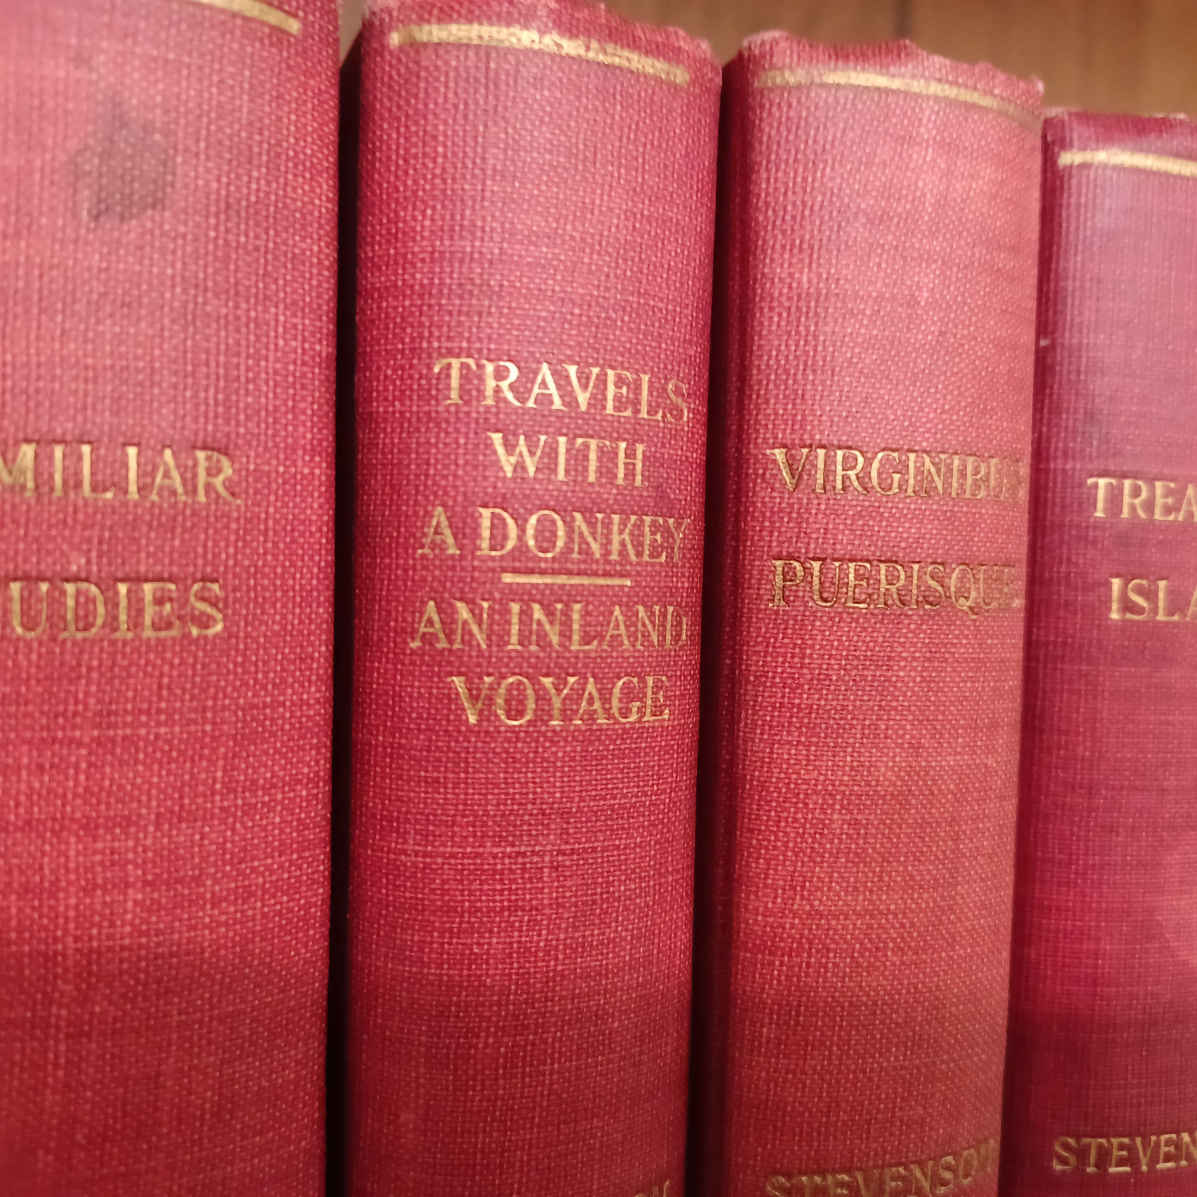 MILIAR
UDIES
TRAVELS
WITH
A DONKEY
AN INLAND
VOYAGE
VIRGINIBUS
PUERISQUE
STEVENSON
TREA
ISLA
STEVEN